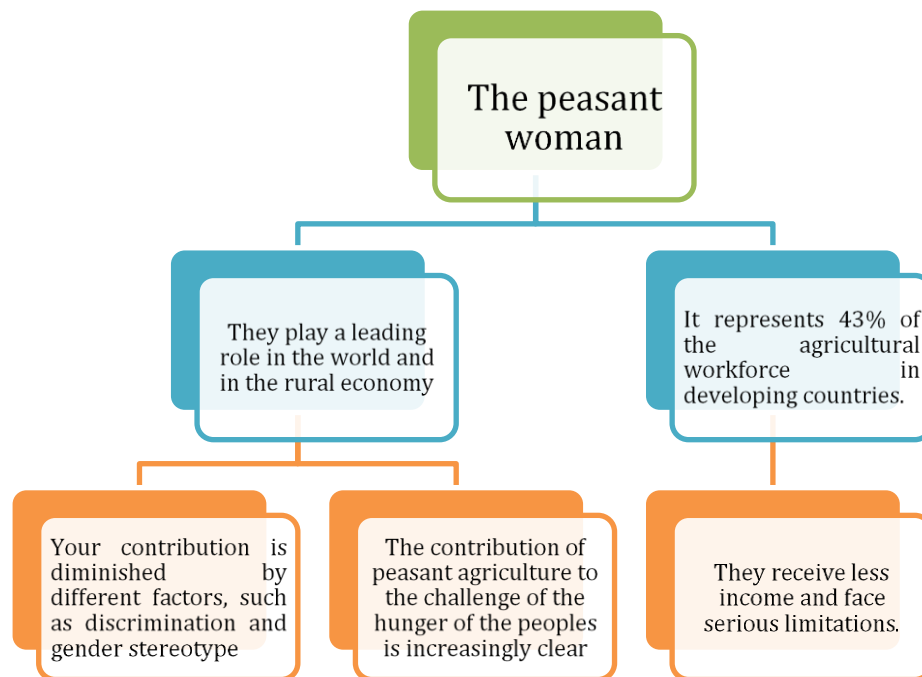 The peasant
woman
They play a leading
role in the world and
in the rural economy
It represents 43% of
the agricultural
workforce in
developing countries.
Your contribution is
diminished by
different factors, such
as discrimination and
gender stereotype
The contribution of
peasant agriculture to
the challenge of the
hunger of the peoples
is increasingly clear
They receive less
income and face
serious limitations.